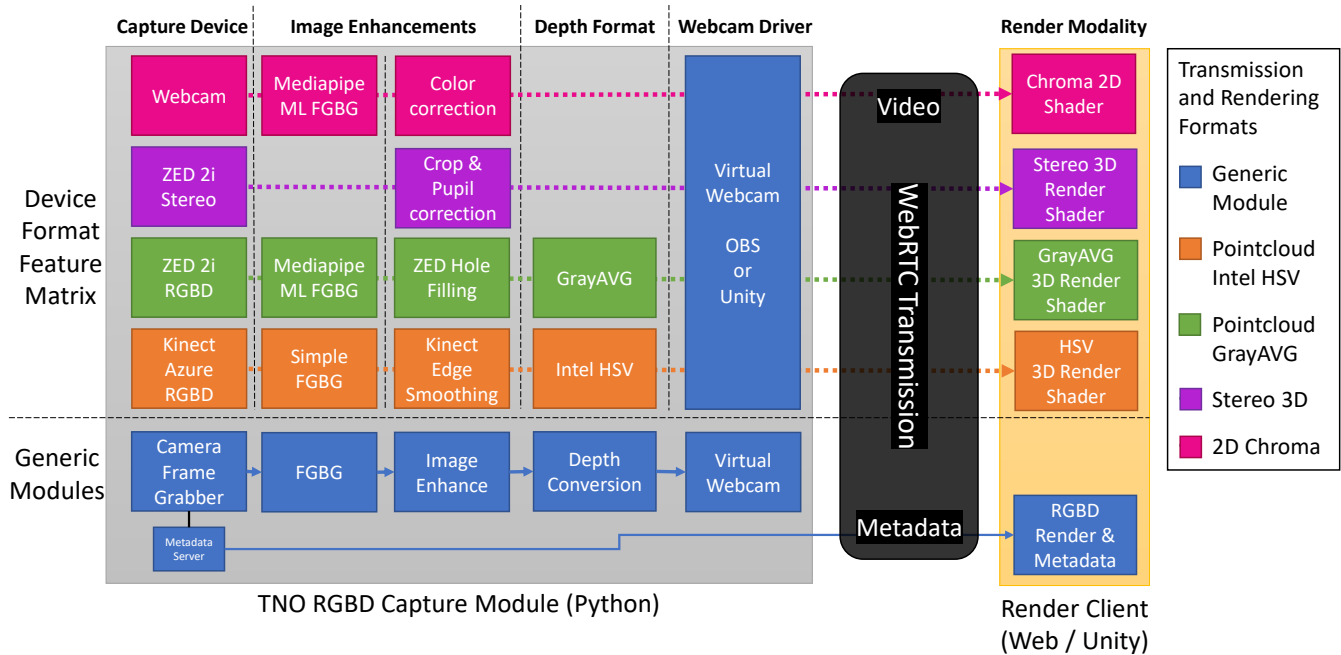 Capture Device
Image Enhancements
Depth Format
Webcam Driver
Render Modality
Device
Format
Feature
Matrix
Webcam
Mediapipe
ML FGBG
Color
correction
ZED 2i
Stereo
Crop &
Pupil
correction
ZED 2i
RGBD
Mediapipe
ML FGBG
ZED Hole
Filling
GrayAVG
Kinect
Azure
RGBD
Simple
FGBG
Kinect
Edge
Smoothing
Intel HSV
Virtual
Webcam
OBS
or
Unity
Video
WebRTC Transmission
Metadata
Chroma 2D
Shader
Stereo 3D
Render
Shader
GrayAVG
3D Render
Shader
HSV
3D Render
Shader
Generic
Modules
Camera
Frame
Grabber
FGBG
Image
Enhance
Depth
Conversion
Virtual
Webcam
Metadata
Server
RGBD
Render &
Metadata
TNO RGBD Capture Module (Python)
Render Client
(Web / Unity)
Transmission
and Rendering
Formats
Generic
Module
Pointcloud
Intel HSV
Pointcloud
GrayAVG
Stereo 3D
2D Chroma